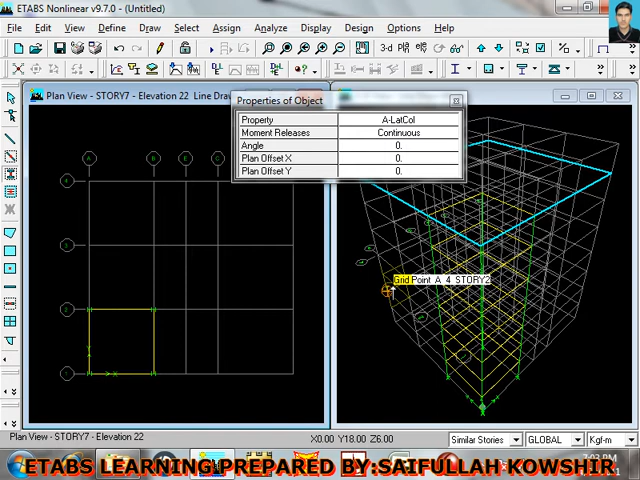 ETABS Nonlinear v9.7.0 - (Untitled)
File Edit View Define Draw Select Assign Analyze Display Design Options Help
3-d
Plan View - STORY7 - Elevation 22 Line Draw
Properties of Object
Property A-LatCol
Moment Releases Continuous
Angle 0.
Plan Offset X 0.
Plan Offset Y 0.
Grid Point A 4 STORY2
Plan View - STORY7 - Elevation 22
X0.00 Y18.00 Z6.00
Similar Stories
GLOBAL
Kgf-m
ETABS LEARNING PREPARED BY:SAIFULLAH KOWSHIR